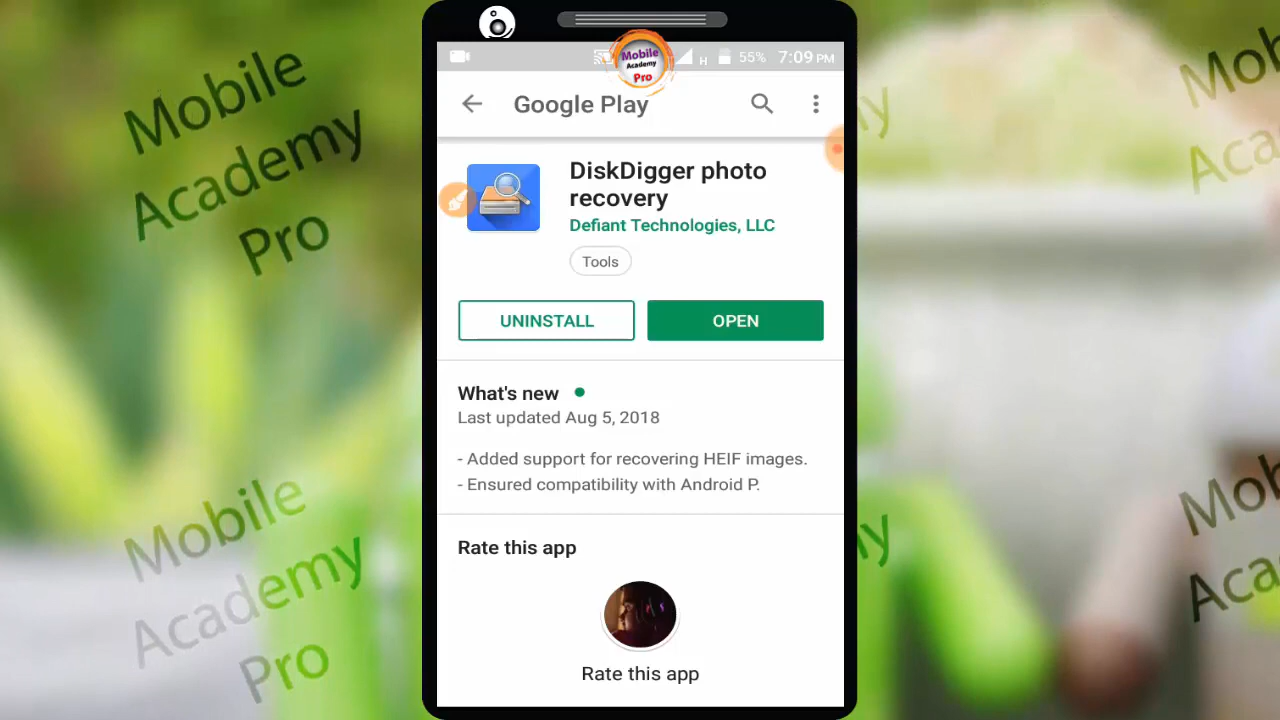 Mobile
Academy
Pro
Mobile
Academy
Pro
H
55%
7:09 PM
Google Play
DiskDigger photo
recovery
Defiant Technologies, LLC
Tools
UNINSTALL
OPEN
What's new
Last updated Aug 5, 2018
- Added support for recovering HEIF images.
- Ensured compatibility with Android P.
Rate this app
Rate this app
Mobile
Academy
Pro
Mob
Aca
my
Mob
Aca
my